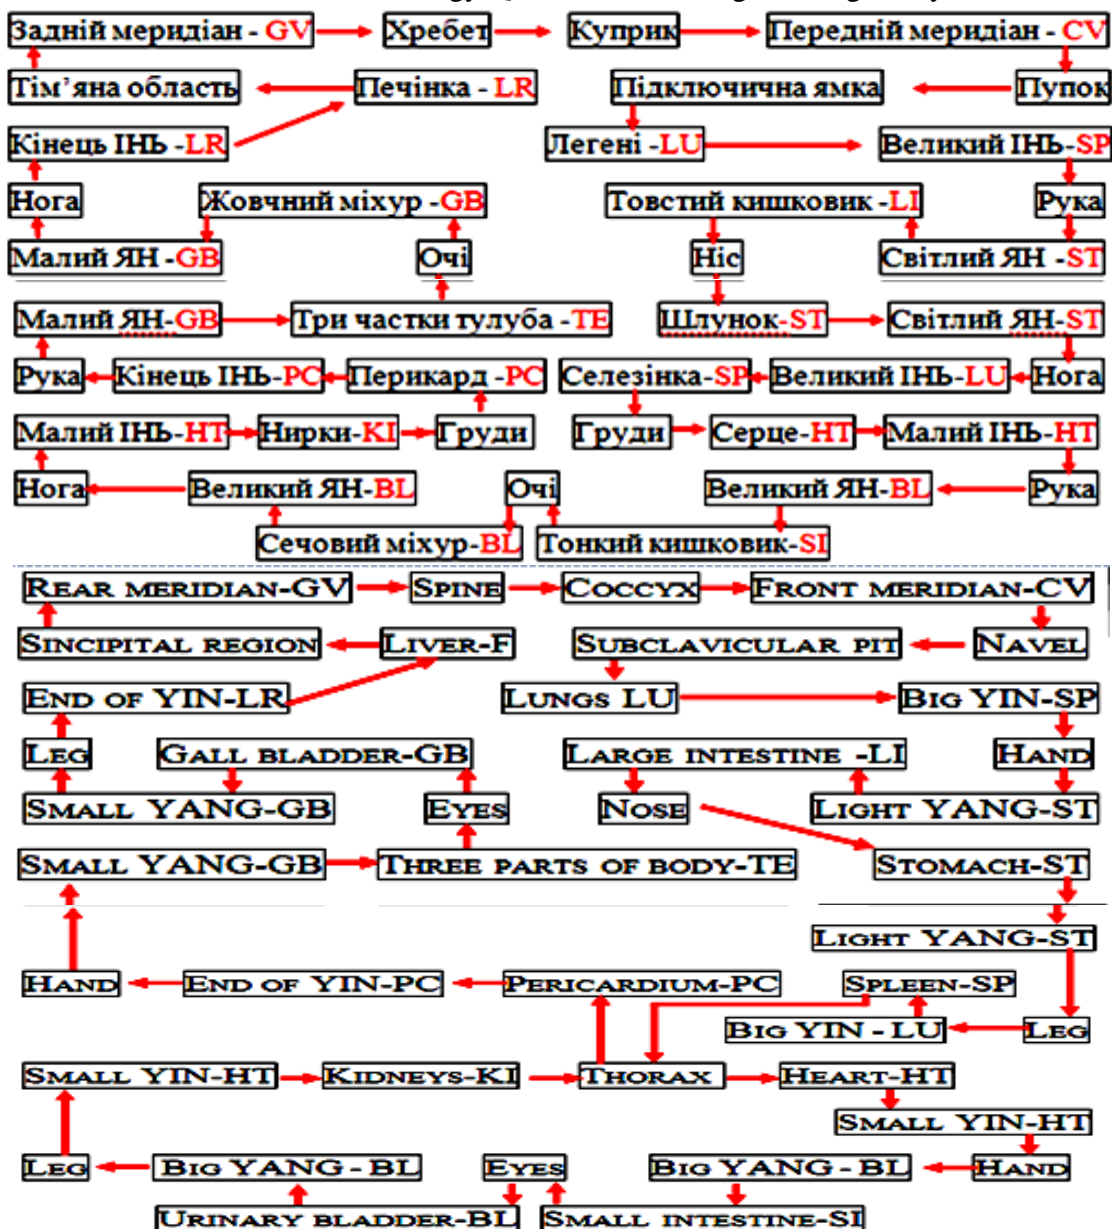 Задній меридіан - GV Хребет Куприк Передній меридіан - CV
Тім’яна область Печінка - LR Підключична ямка Пупок
Кінець ІНЬ -LR Легені -LU Великий ІНЬ-SP
Нога Жовчний міхур -GB Товстий кишковик -LI Рука
Малий ЯН -GB Очі Ніс Світлий ЯН -ST
Малий ЯН-GB Три частки тулуба -TE Шлунок-ST Світлий ЯН-ST
Рука Кінець ІНЬ-PC Перикард -PC Селезінка-SP Великий ІНЬ-LU Нога
Малий ІНЬ-HT Нирки-KI Груди Груди Серце-HT Малий ІНЬ-HT
Нога Великий ЯН-BL Очі Великий ЯН-BL Рука
Сечовий міхур-BL Тонкий кишковик-SI
REAR MERIDIAN-GV SPINE COCCYX FRONT MERIDIAN-CV
SINCIPITAL REGION LIVER-F SUBCLAVICULAR PIT NAVEL
END OF YIN-LR LUNGS LU BIG YIN-SP
LEG GALL BLADDER-GB LARGE INTESTINE -LI HAND
SMALL YANG-GB EYES NOSE LIGHT YANG-ST
SMALL YANG-GB THREE PARTS OF BODY-TE STOMACH-ST
LIGHT YANG-ST
HAND END OF YIN-PC PERICARDIUM-PC SPLEEN-SP
BIG YIN - LU LEG
SMALL YIN-HT KIDNEYS-KI THORAX HEART-HT
SMALL YIN-HT
LEG BIG YANG - BL EYES BIG YANG - BL HAND
URINARY BLADDER-BL SMALL INTESTINE-SI